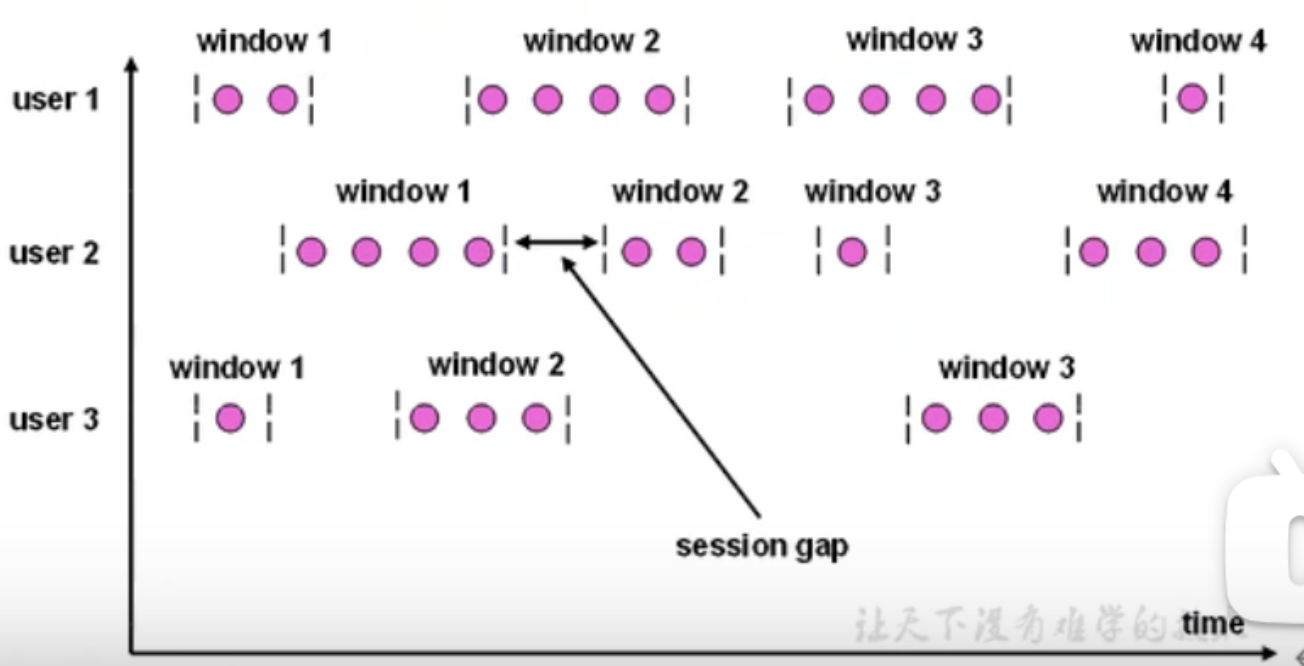 window 1 window 2 window 3 window 4
user 1
window 1 window 2 window 3 window 4
user 2
window 1 window 2 window 3
user 3
session gap
让天下没有难学的
time